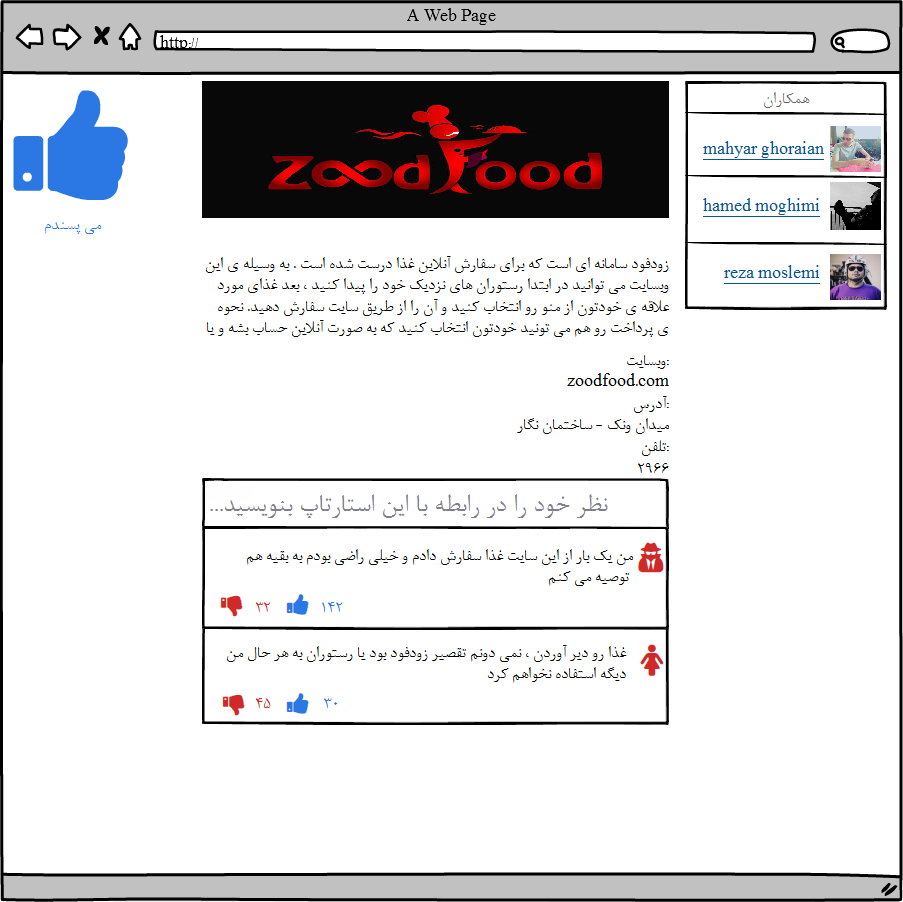 A Web Page
http://
همکاران
mahyar ghoraian
hamed moghimi
reza moslemi
می پسندم
ZoodFood
زودفود سامانه ای است که برای سفارش آنلاین غذا درست شده است . به وسیله ی این
وبسایت می توانید در ابتدا رستوران های نزدیک خود را پیدا کنید ، بعد غذای مورد
علاقه ی خودتون از منو رو انتخاب کنید و آن را از طریق سایت سفارش دهید. نحوه
ی پرداخت رو هم می تونید خودتون انتخاب کنید که به صورت آنلاین حساب بشه و یا
وبسایت:
zoodfood.com
آدرس:
میدان ونک - ساختمان نگار
تلفن:
۲۹۶۶
نظر خود را در رابطه با این استارتاپ بنویسید...
من یک بار از این سایت غذا سفارش دادم و خیلی راضی بودم به بقیه هم
توصیه می کنم
۳۲ ۱۴۲
غذا رو دیر آوردن ، نمی دونم تقصیر زودفود بود یا رستوران به هر حال من
دیگه استفاده نخواهم کرد
۴۵ ۳۰